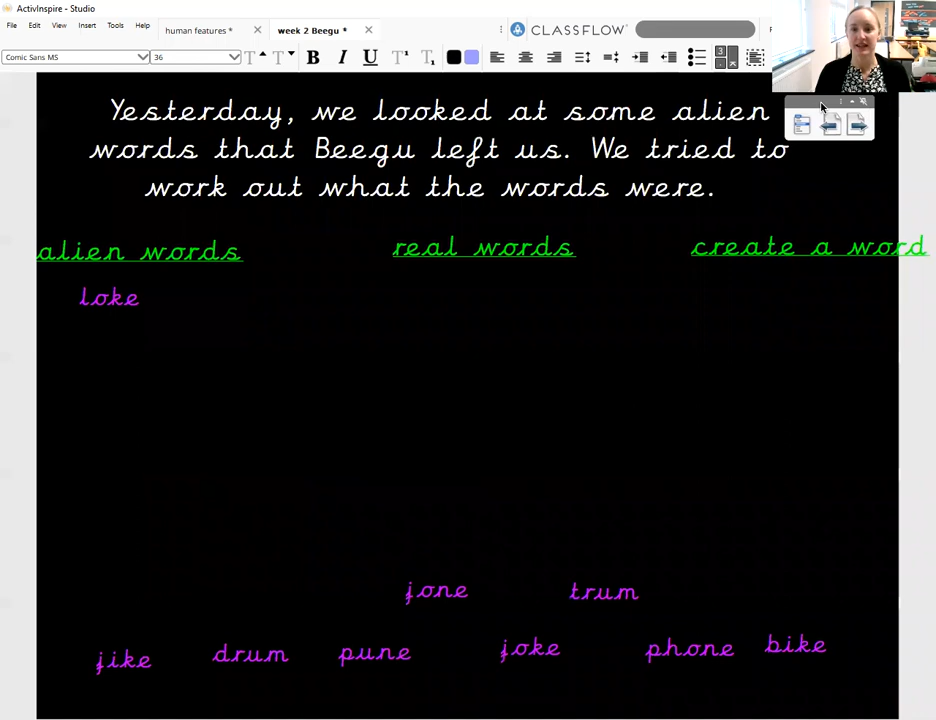 ActivInspire - Studio
File Edit View Insert Tools Help
human features * week 2 Beegu * CLASSFLOW
Comic Sans MS 36
Yesterday, we looked at some alien
words that Beegu left us. We tried to
work out what the words were.
alien words real words create a word
loke
jone trum
jike drum pune joke phone bike